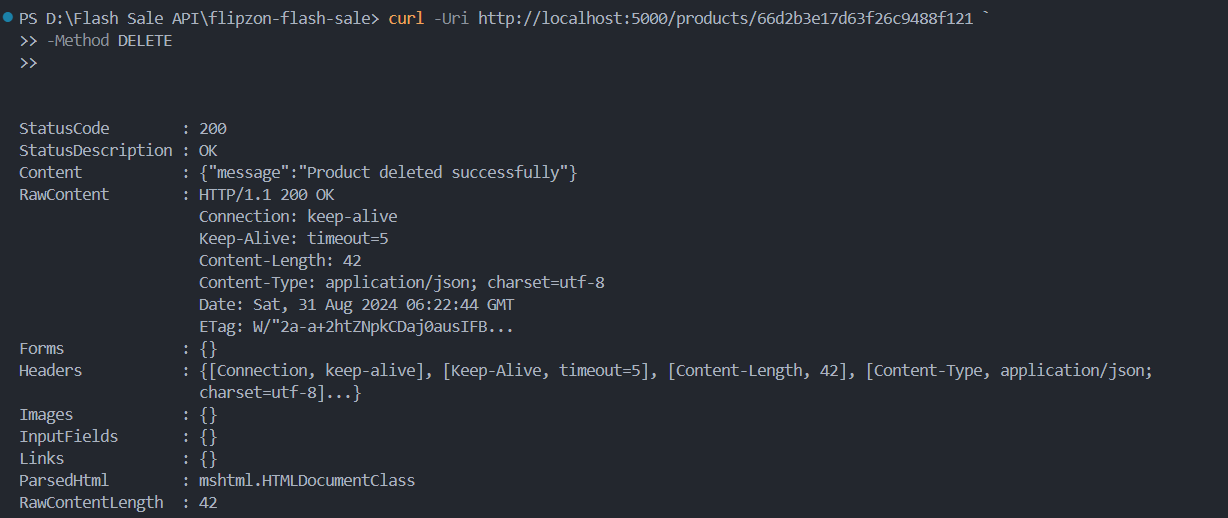 PS D:\Flash Sale API\flipzon-flash-sale> curl -Uri http://localhost:5000/products/66d2b3e17d63f26c9488f121 `
>> -Method DELETE
>>
StatusCode        : 200
StatusDescription : OK
Content           : {"message":"Product deleted successfully"}
RawContent        : HTTP/1.1 200 OK
                    Connection: keep-alive
                    Keep-Alive: timeout=5
                    Content-Length: 42
                    Content-Type: application/json; charset=utf-8
                    Date: Sat, 31 Aug 2024 06:22:44 GMT
                    ETag: W/"2a-a+2htZNpkCDaj0ausIFB...
Forms             : {}
Headers           : {[Connection, keep-alive], [Keep-Alive, timeout=5], [Content-Length, 42], [Content-Type, application/json;
                    charset=utf-8]...}
Images            : {}
InputFields       : {}
Links             : {}
ParsedHtml        : mshtml.HTMLDocumentClass
RawContentLength  : 42